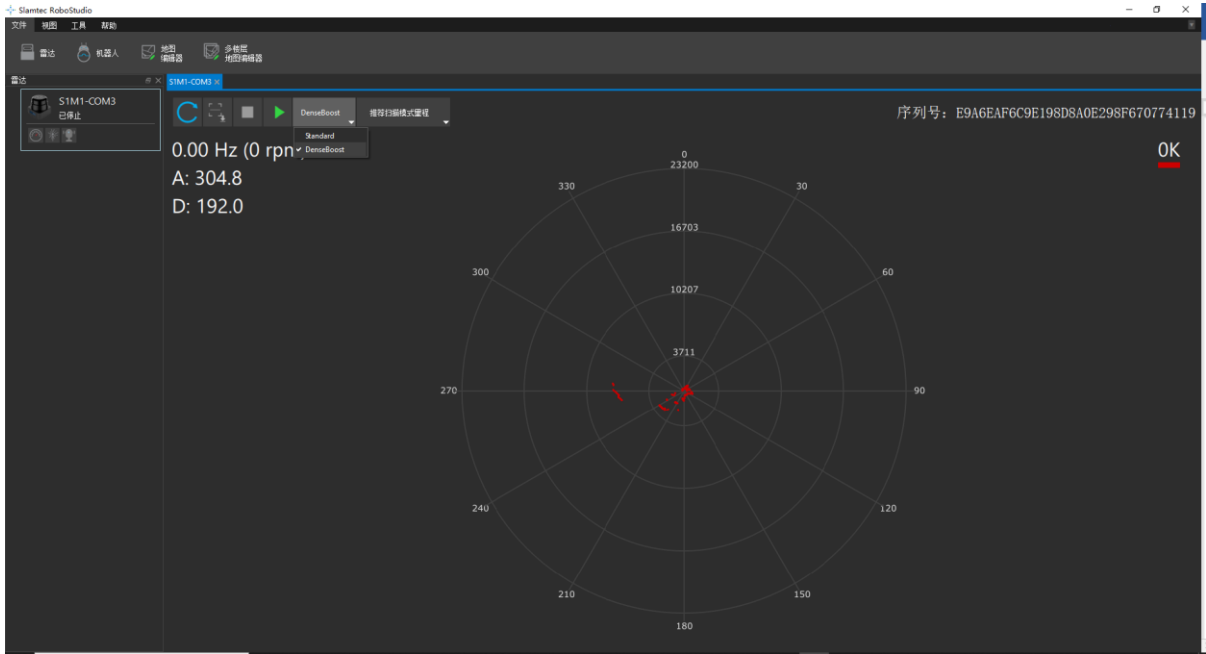 Slamtec RoboStudio
文件 视图 工具 帮助
雷达 机器人 地图编辑器 多楼层地图编辑器
雷达
S1M1-COM3
S1M1-COM3
已停止
DenseBoost
推荐扫描模式量程
Standard
DenseBoost
序列号: E9A6EAF6C9E198D8A0E298F670774119
0.00 Hz (0 rpm)
A: 304.8
D: 192.0
0K
0
23200
330
30
16703
300
60
10207
3711
270
90
240
120
210
150
180